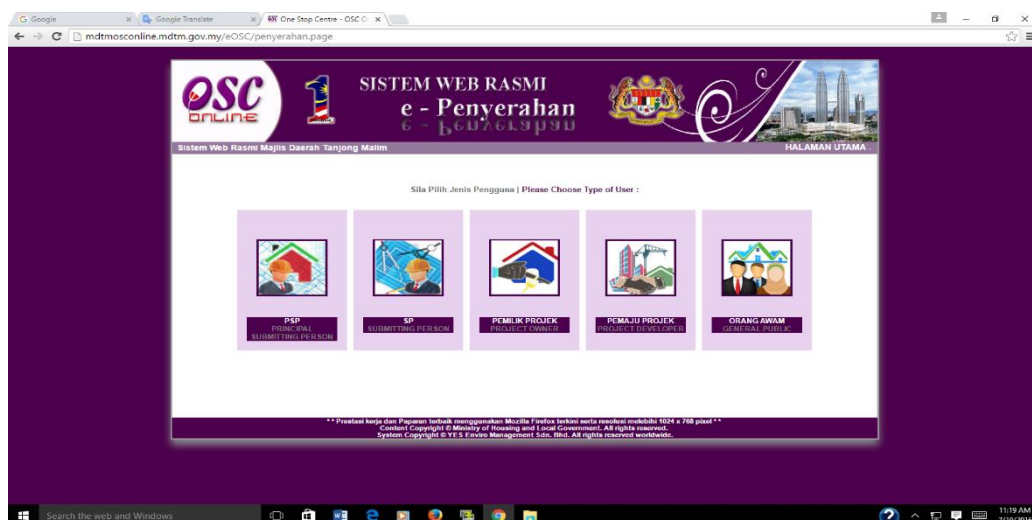 Google
Google Translate
One Stop Centre - OSC
mdtmosconline.mdtm.gov.my/eOSC/penyerahan.page
OSC
ONLINE
1
SISTEM WEB RASMI
e - Penyerahan
Sistem Web Rasmi Majlis Daerah Tanjong Malim
HALAMAN UTAMA
Sila Pilih Jenis Pengguna | Please Choose Type of User :
PSP
PRINCIPAL
SUBMITTING PERSON
SP
SUBMITTING PERSON
PEMILIK PROJEK
PROJECT OWNER
PEMAJU PROJEK
PROJECT DEVELOPER
ORANG AWAM
GENERAL PUBLIC
** Prestasi kerja dan Paparan terbaik menggunakan Mozilla Firefox terkini serta resolusi melebihi 1024 x 768 pixel **
Content Copyright © Ministry of Housing and Local Government. All rights reserved.
System Copyright © YES Enviro Management Sdn. Bhd. All rights reserved worldwide.
Search the web and Windows
11:19 AM